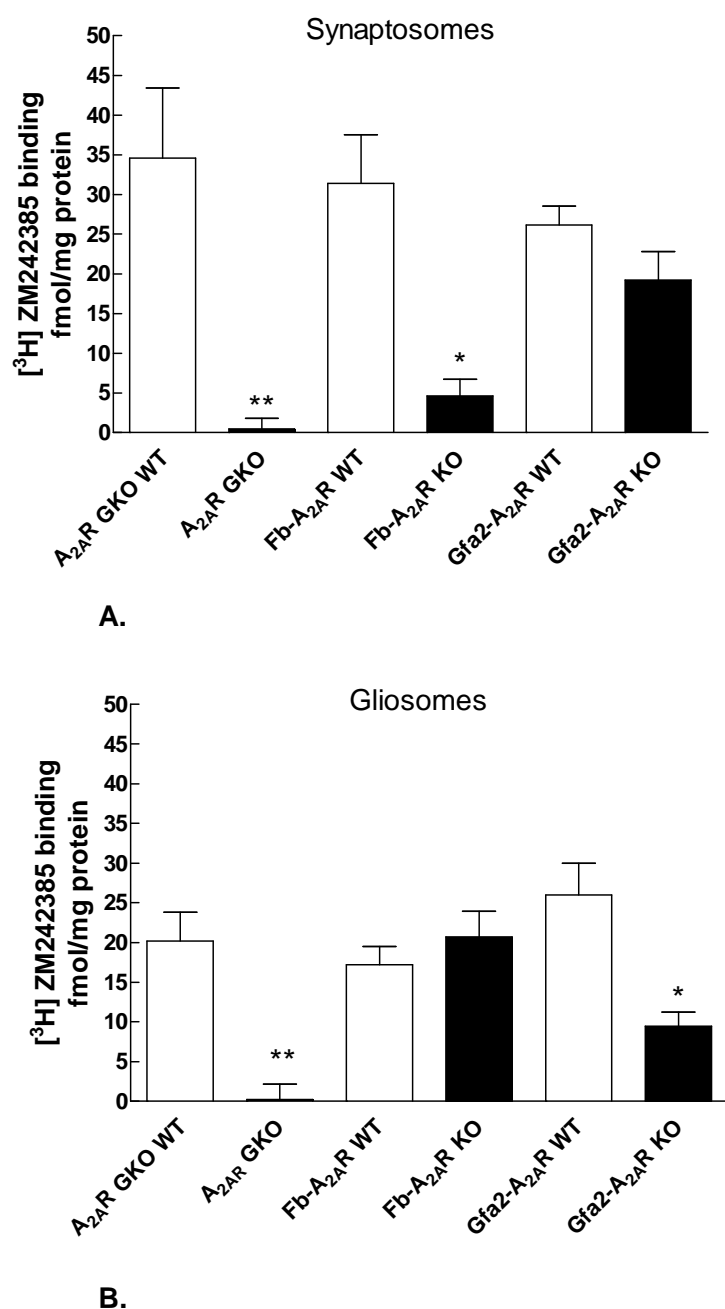 Synaptosomes
[³H] ZM242385 binding
fmol/mg protein
50
45
40
35
30
25
20
15
10
5
0
**
*
A₂ₐR GKO WT
A₂ₐR GKO
Fb-A₂ₐR WT
Fb-A₂ₐR KO
Gfa2-A₂ₐR WT
Gfa2-A₂ₐR KO
A.
Gliosomes
[³H] ZM242385 binding
fmol/mg protein
50
45
40
35
30
25
20
15
10
5
0
**
*
A₂ₐR GKO WT
A₂ₐR GKO
Fb-A₂ₐR WT
Fb-A₂ₐR KO
Gfa2-A₂ₐR WT
Gfa2-A₂ₐR KO
B.